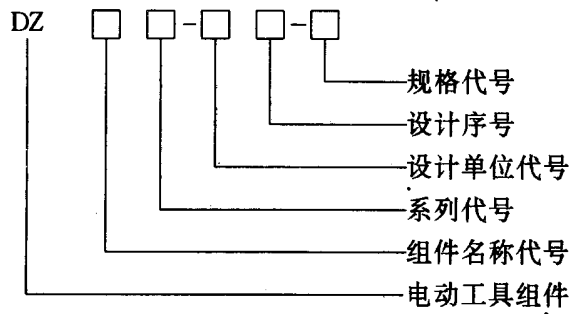 DZ □ □-□ □-□
规格代号
设计序号
设计单位代号
系列代号
组件名称代号
电动工具组件